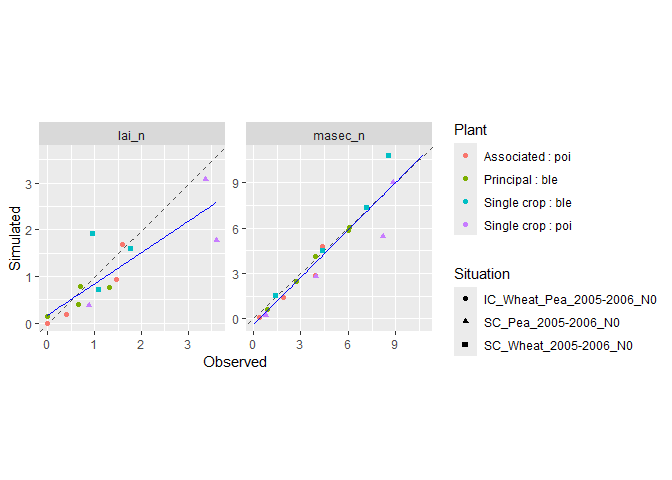 lai_n
masec_n
Simulated
3
2
1
0
9
6
3
0
0
1
2
3
0
3
6
9
Observed
Plant
Associated : poi
Principal : ble
Single crop : ble
Single crop : poi
Situation
IC_Wheat_Pea_2005-2006_N0
SC_Pea_2005-2006_N0
SC_Wheat_2005-2006_N0